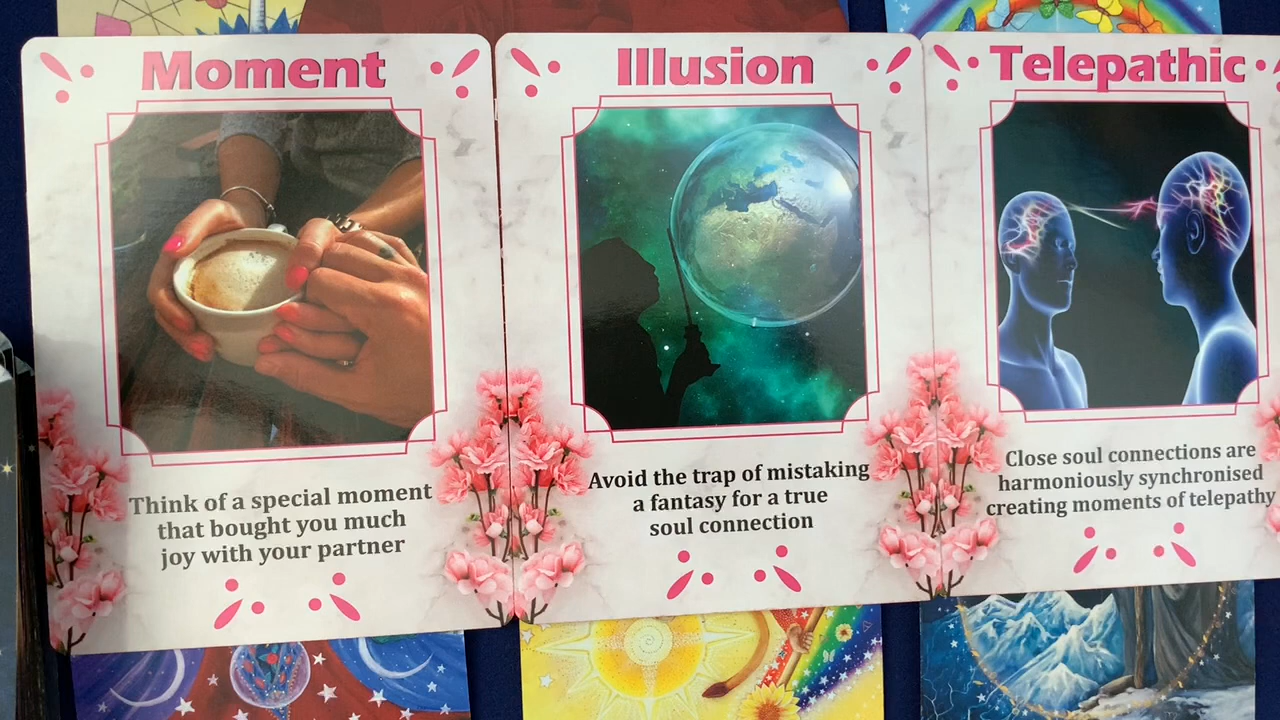 Moment
Think of a special moment
that bought you much
joy with your partner
Illusion
Avoid the trap of mistaking
a fantasy for a true
soul connection
Telepathic
Close soul connections are
harmoniously synchronised
creating moments of telepathy